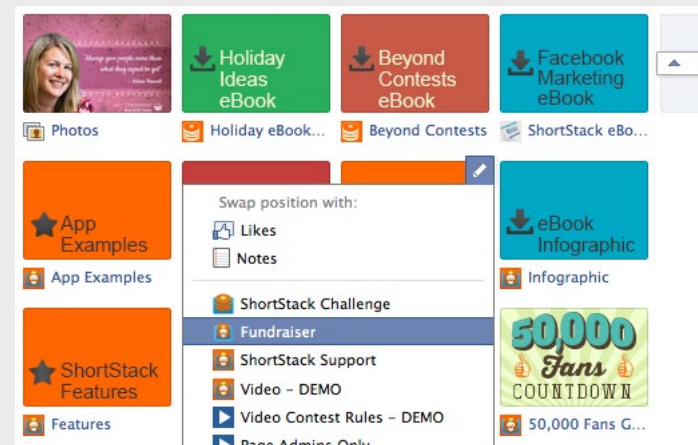 Always give people more than
what they expect to get"
Holiday
Ideas
eBook
Beyond
Contests
eBook
Facebook
Marketing
eBook
Photos
Holiday eBook...
Beyond Contests
ShortStack eBo...
App
Examples
Swap position with:
Likes
Notes
eBook
Infographic
App Examples
Infographic
ShortStack Challenge
Fundraiser
ShortStack Support
Video – DEMO
Video Contest Rules – DEMO
Page Admins Only
ShortStack
Features
50,000
Fans
COUNTDOWN
Features
50,000 Fans G...